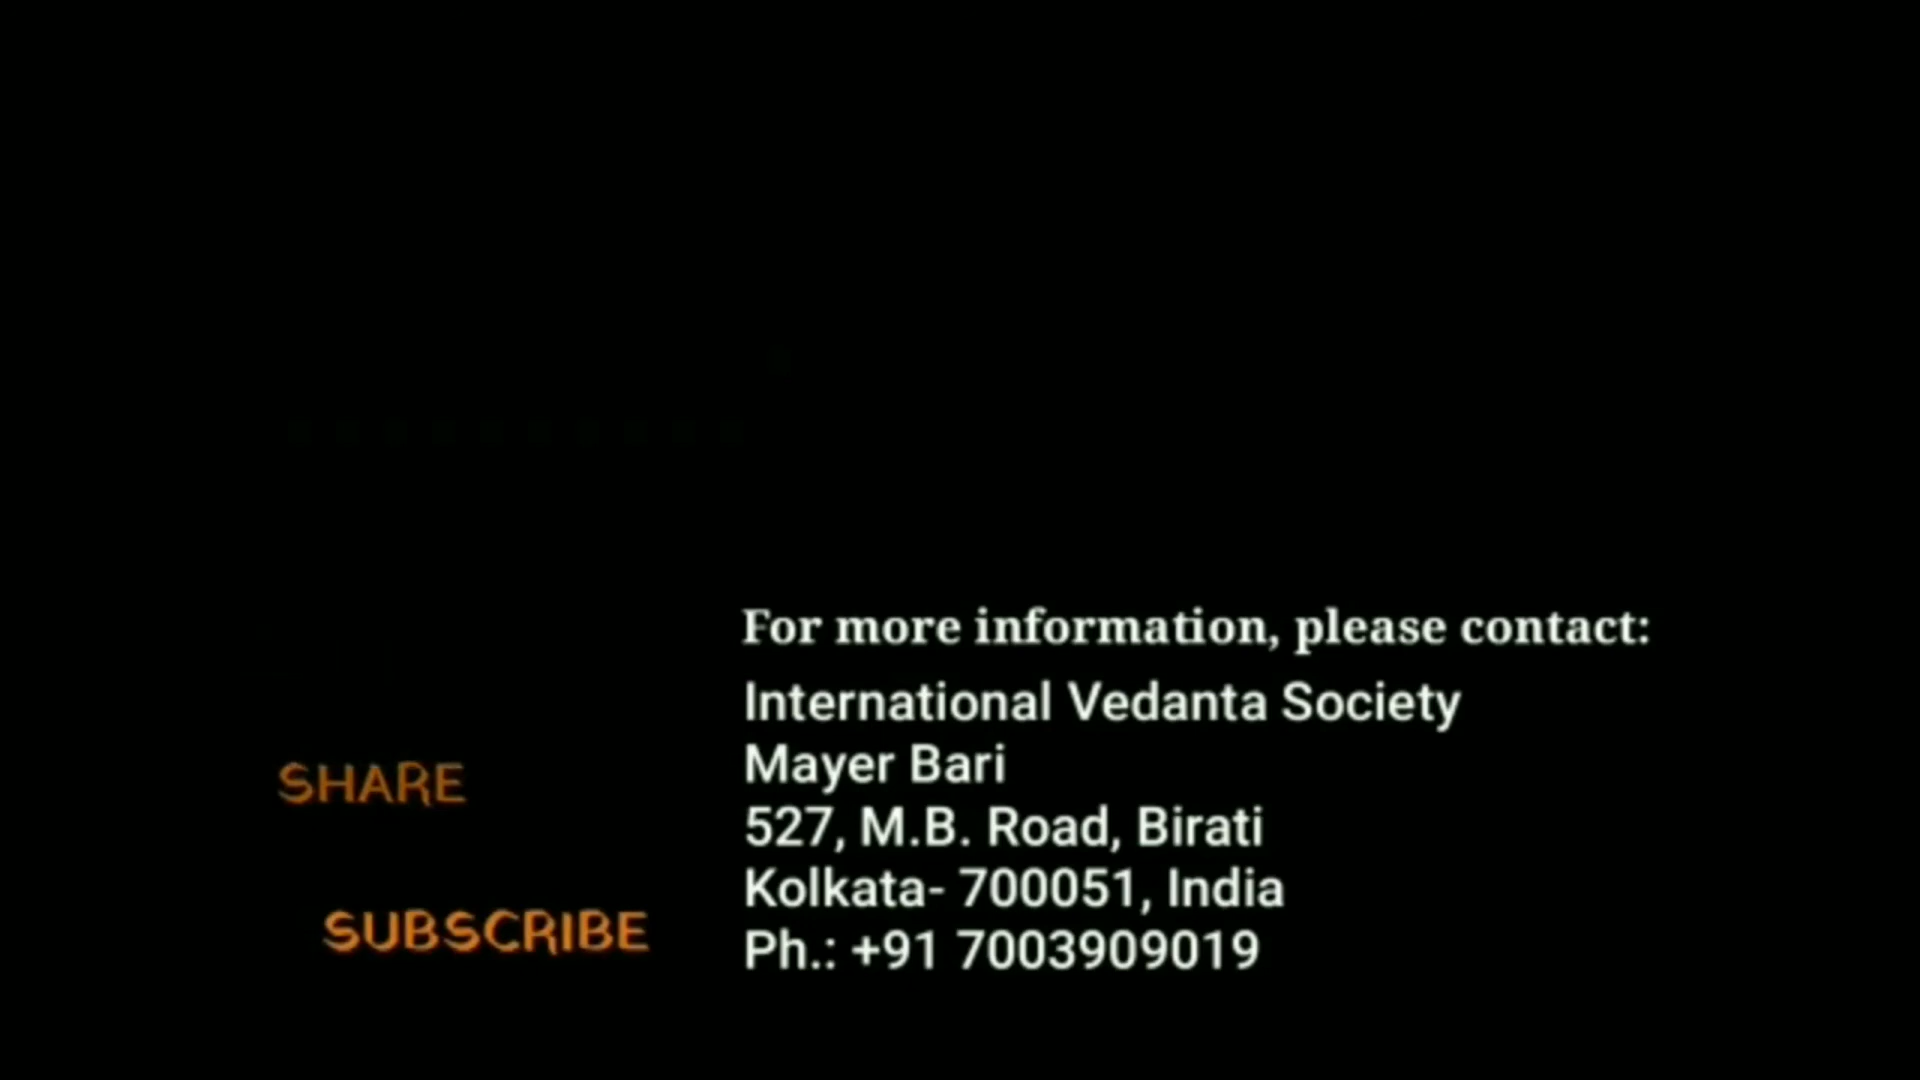 For more information, please contact:
International Vedanta Society
Mayer Bari
527, M.B. Road, Birati
Kolkata- 700051, India
Ph.: +91 7003909019
SHARE
SUBSCRIBE